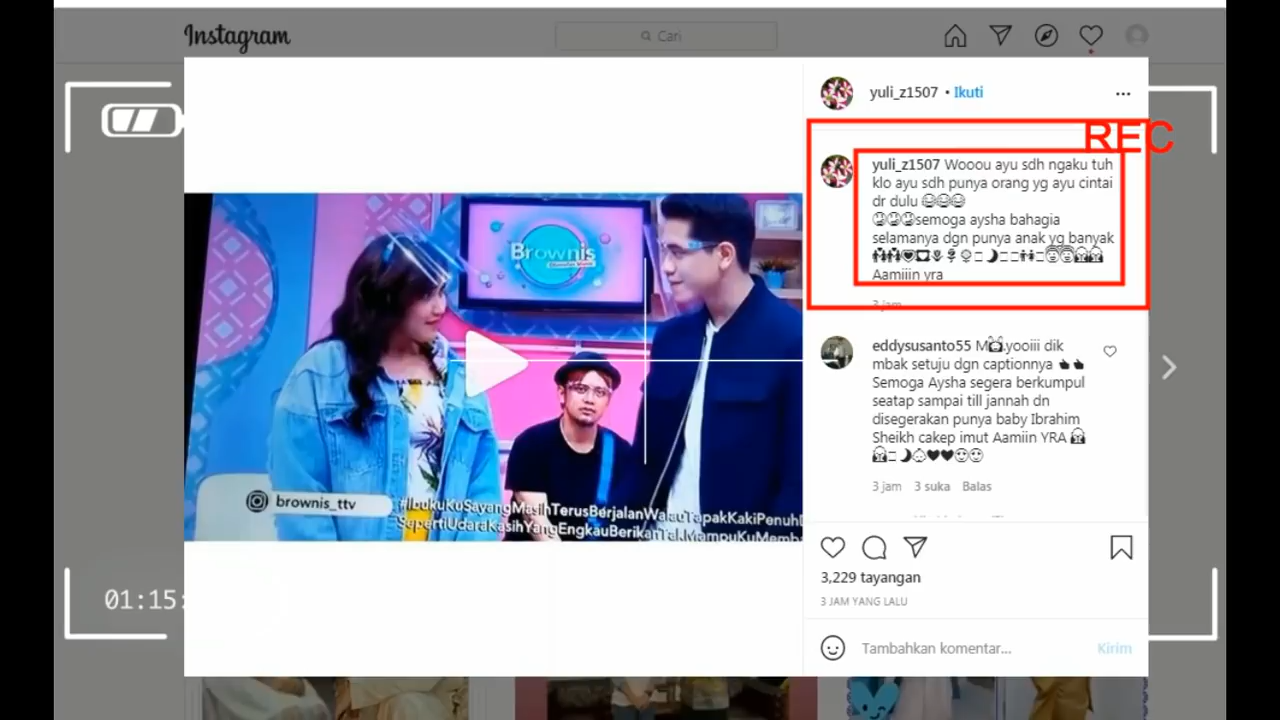 Instagram
Cari
yuli_z1507 • Ikuti
REC
yuli_z1507 Wooou ayu sdh ngaku tuh
klo ayu sdh punya orang yg ayu cintai
dr dulu
semoga aysha bahagia
selamanya dgn punya anak yg banyak
Aamiiin yra
3 jam
eddysusanto55 M.yooiii dik
mbak setuju dgn captionnya
Semoga Aysha segera berkumpul
seatap sampai till jannah dn
disegerakan punya baby Ibrahim
Sheikh cakep imut Aamiin YRA
3 jam 3 suka Balas
Brownis
brownis_ttv
#IbukuKuSayangMasihTerusBerjalanWalauTapakKakiPenuh
SepertiUdaraKasihYangEngkauBerikanTakMampuKuMemba
3,229 tayangan
3 JAM YANG LALU
Tambahkan komentar...
Kirim
01:15: